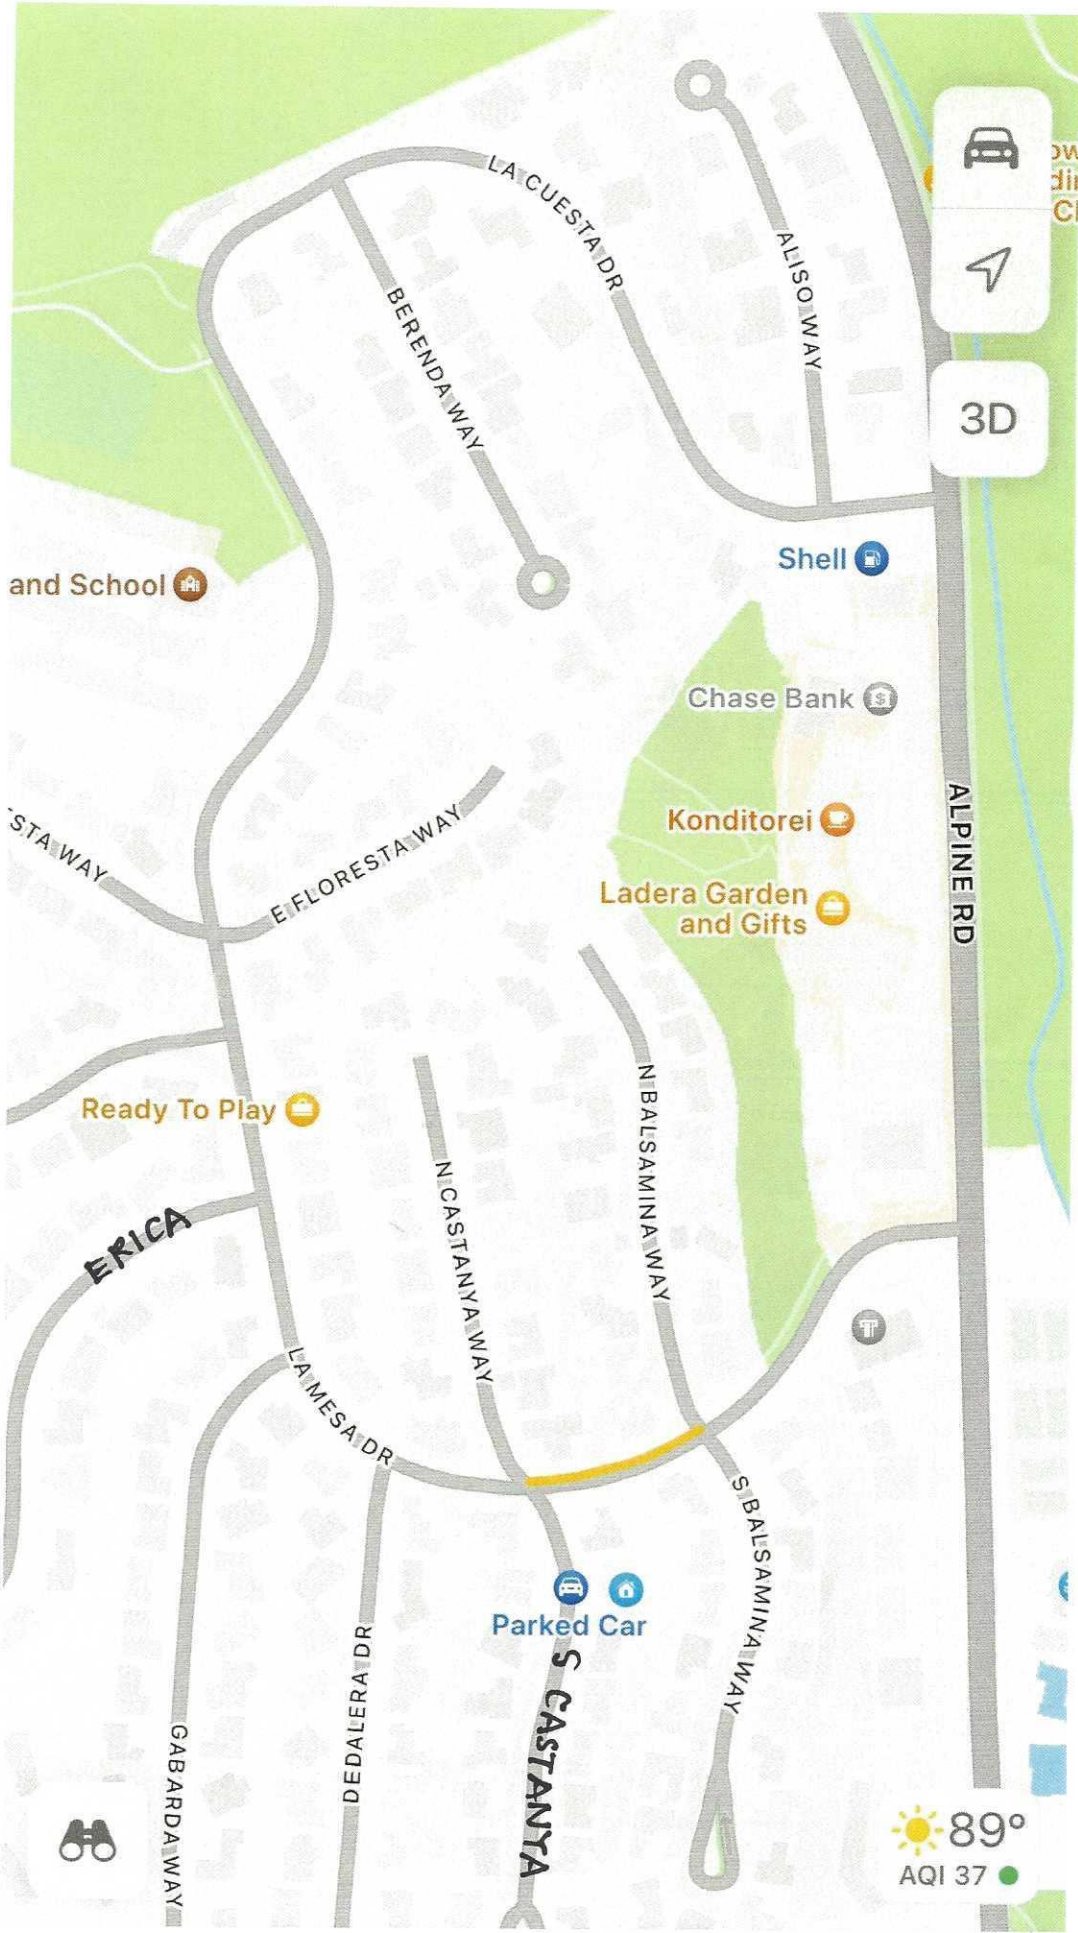 LA CUESTA DR
ALISO WAY
BERENDA WAY
3D
Shell
and School
Chase Bank
$
Konditorei
ALPINE RD
STA WAY
E FLORESTA WAY
Ladera Garden
and Gifts
N BALSAMINA WAY
Ready To Play
N CASTANYA WAY
ERICA
LA MESA DR
S BALSAMINA WAY
Parked Car
S CASTANYA
DEDALERA DR
GABARDA WAY
89°
AQI 37